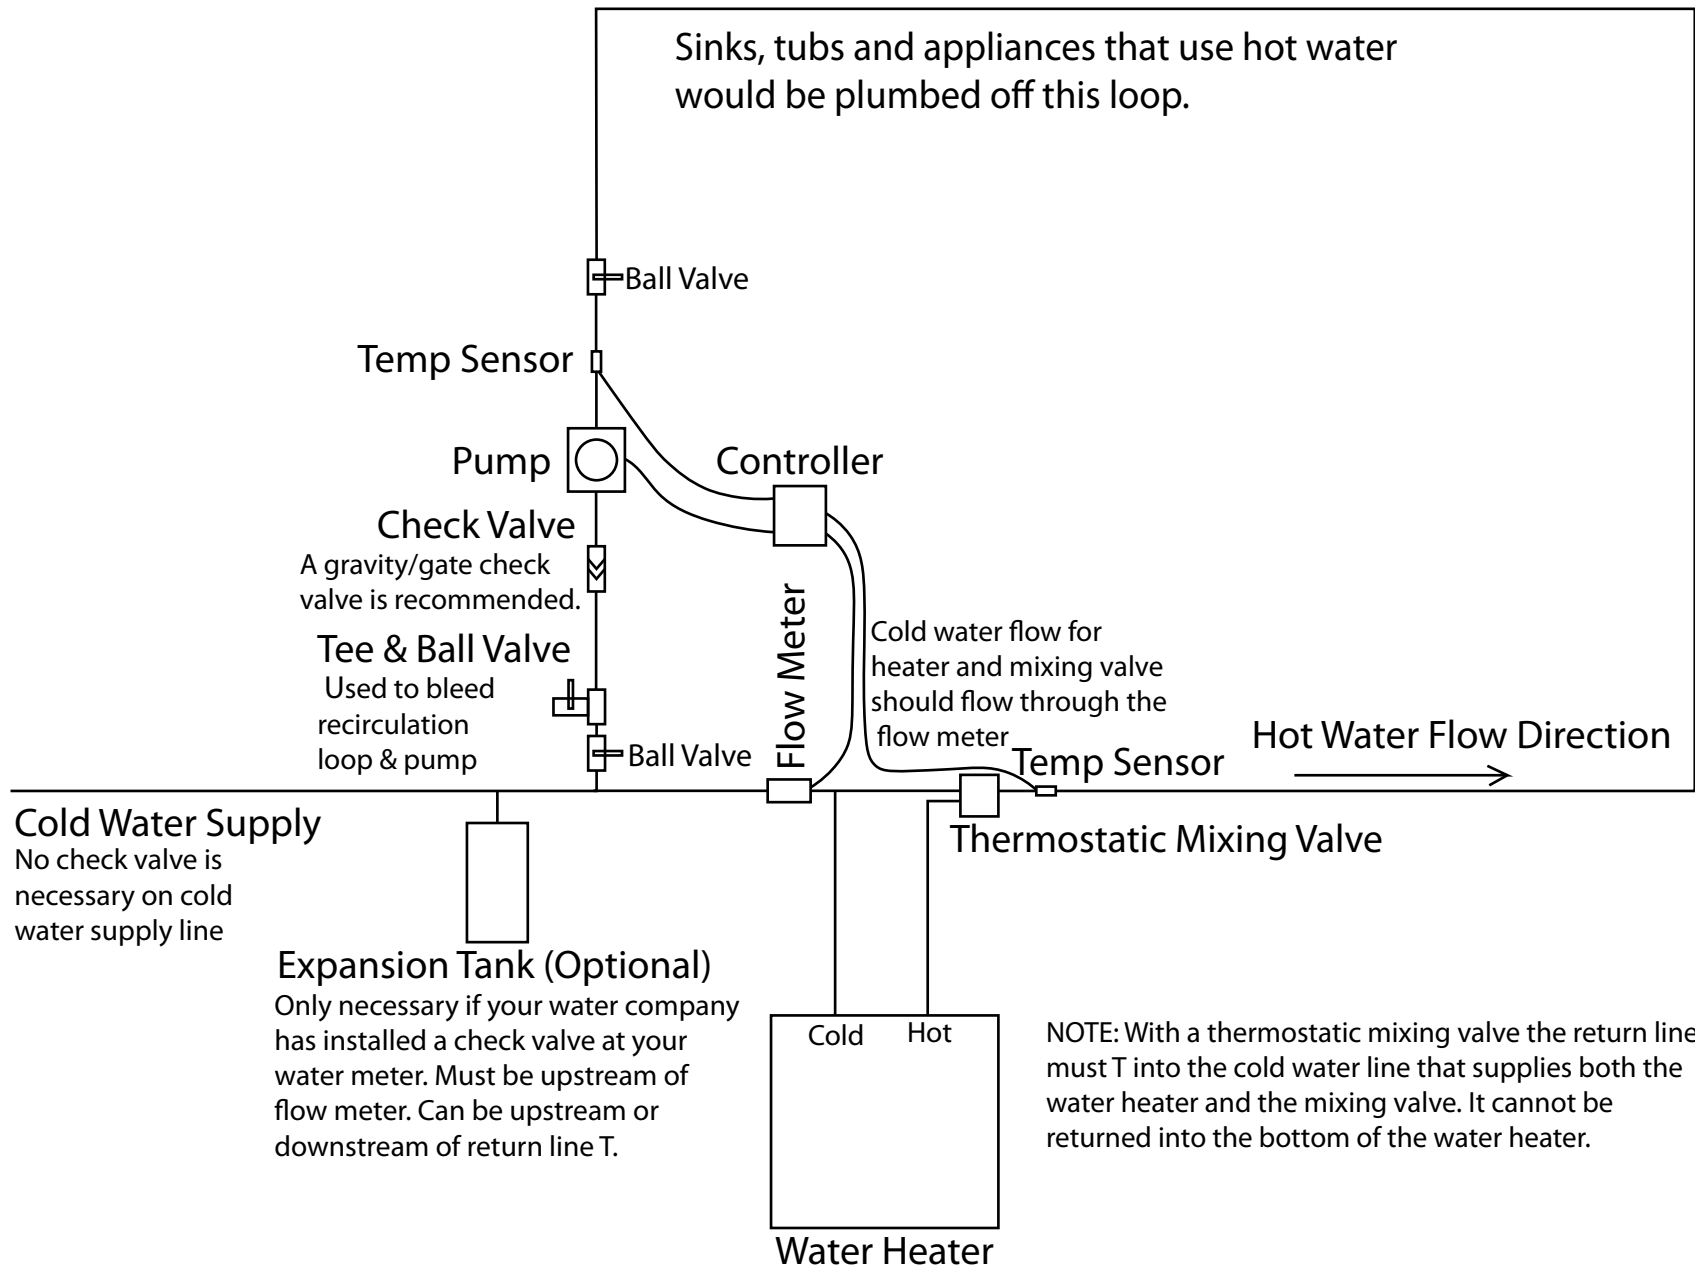 Sinks, tubs and appliances that use hot water
would be plumbed off this loop.
Ball Valve
Temp Sensor
Pump
Controller
Check Valve
A gravity/gate check
valve is recommended.
Tee & Ball Valve
Used to bleed
recirculation
loop & pump
Ball Valve
Flow Meter
Cold water flow for
heater and mixing valve
should flow through the
flow meter
Temp Sensor
Hot Water Flow Direction
Cold Water Supply
No check valve is
necessary on cold
water supply line
Thermostatic Mixing Valve
Expansion Tank (Optional)
Only necessary if your water company
has installed a check valve at your
water meter. Must be upstream of
flow meter. Can be upstream or
downstream of return line T.
Cold
Hot
Water Heater
NOTE: With a thermostatic mixing valve the return line
must T into the cold water line that supplies both the
water heater and the mixing valve. It cannot be
returned into the bottom of the water heater.